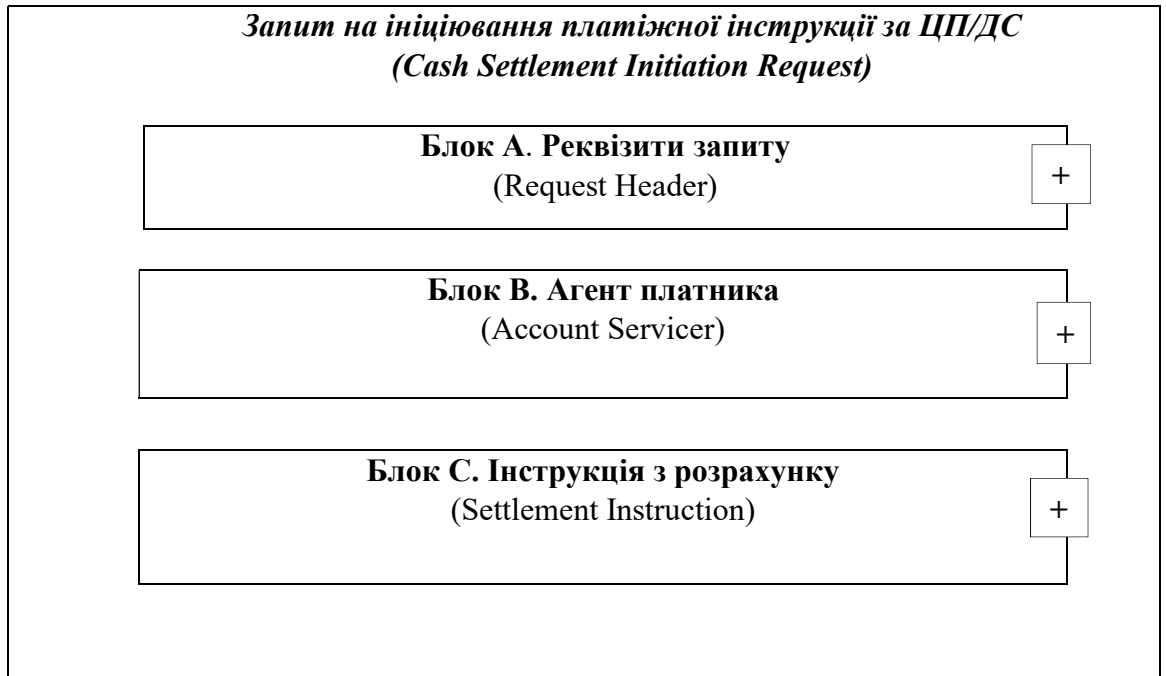 Запит на ініціювання платіжної інструкції за ЦП/ДС
(Cash Settlement Initiation Request)
Блок А. Реквізити запиту
(Request Header)
+
Блок В. Агент платника
(Account Servicer)
+
Блок С. Інструкція з розрахунку
(Settlement Instruction)
+